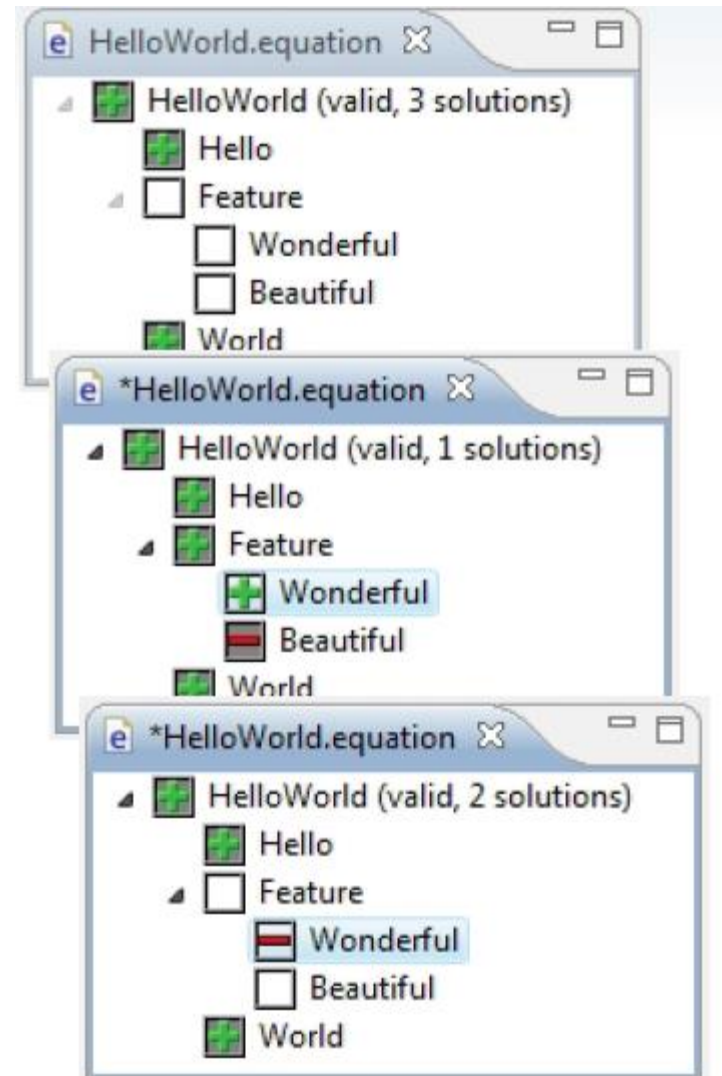 HelloWorld.equation
HelloWorld (valid, 3 solutions)
Hello
Feature
Wonderful
Beautiful
World
*HelloWorld.equation
HelloWorld (valid, 1 solutions)
Hello
Feature
Wonderful
Beautiful
World
*HelloWorld.equation
HelloWorld (valid, 2 solutions)
Hello
Feature
Wonderful
Beautiful
World